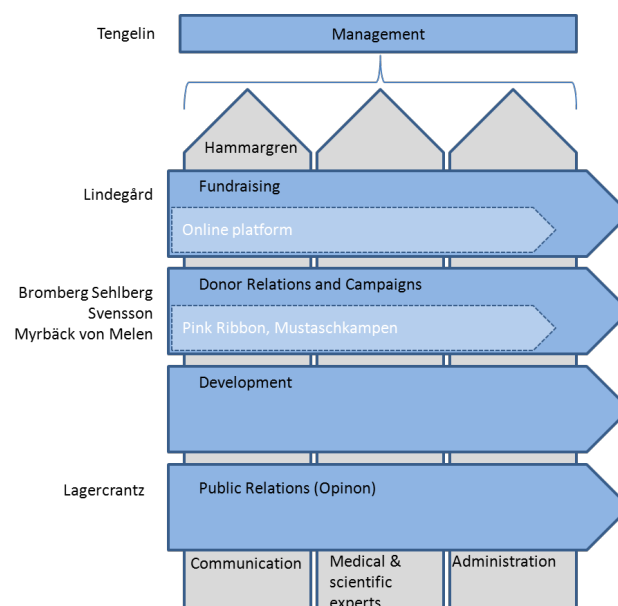 Tengelin
Management
Hammargren
Lindegård
Fundraising
Online platform
Bromberg Sehlberg
Svensson
Myrbäck von Melen
Donor Relations and Campaigns
Pink Ribbon, Mustaschkampen
Development
Lagercrantz
Public Relations (Opinon)
Communication
Medical &
scientific
experts
Administration